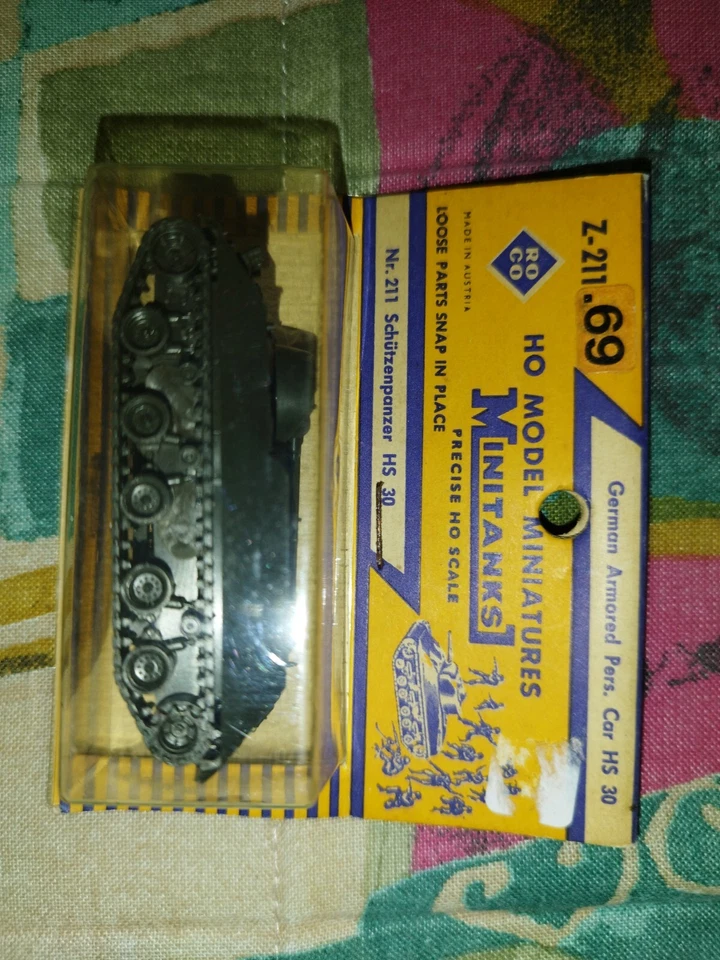 Z-211
.69
German Armored Pers. Car HS 30
HO MODEL MINIATURES
MINITANKS
PRECISE HO SCALE
RO
CO
MADE IN AUSTRIA
LOOSE PARTS SNAP IN PLACE
Nr. 211 Schützenpanzer HS 30